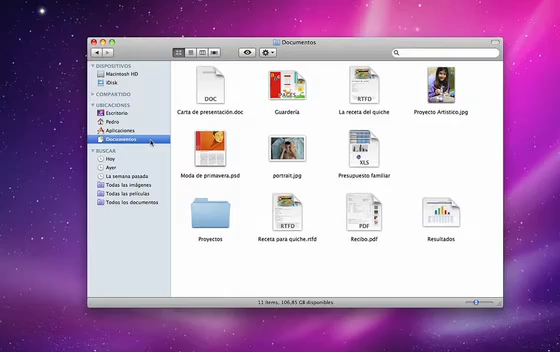 Documentos
DISPOSITIVOS
Macintosh HD
iDisk
COMPARTIDO
UBICACIONES
Escritorio
Pedro
Aplicaciones
Documentos
BUSCAR
Hoy
Ayer
La semana pasada
Todas las imágenes
Todas las películas
Todos los documentos
DOC
PAGES
RTFD
Carta de presentación.doc
Guardería
La receta del quiche
Proyecto Artistico.jpg
XLS
Moda de primavera.psd
portrait.jpg
Presupuesto familiar
RTFD
PDF
Proyectos
Receta para quiche.rtfd
Recibo.pdf
Resultados
11 ítems, 106,85 GB disponibles